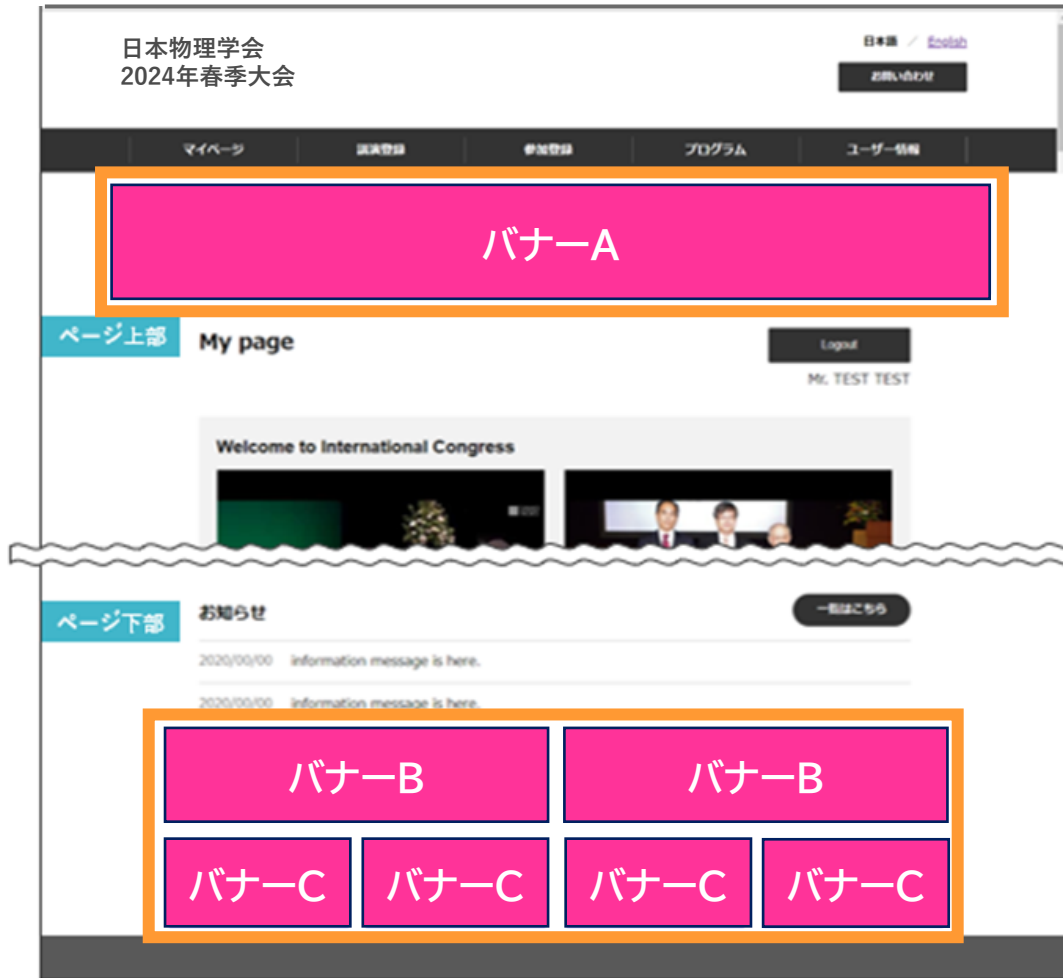 日本物理学会
2024年春季大会
日本語 ／ English
お問い合わせ
マイページ 講演登録 参加登録 プログラム ユーザー情報
バナーA
ページ上部
My page
Logout
Mr. TEST TEST
Welcome to International Congress
ページ下部
お知らせ
一覧はこちら
2020/00/00 information message is here.
2020/00/00 information message is here.
バナーB バナーB
バナーC バナーC バナーC バナーC